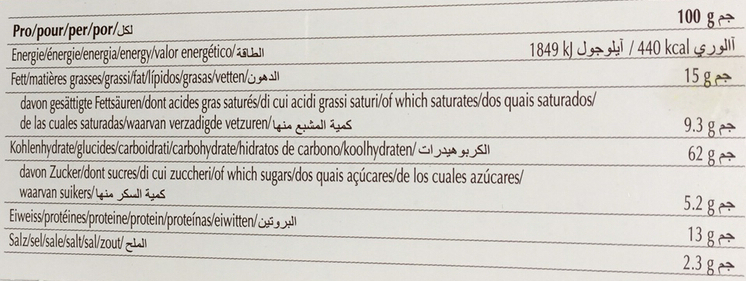 Pro/pour/per/por/لكل 100 g جم
Energie/énergie/energia/energy/valor energético/الطاقة 1849 kJ آيلوجول / 440 kcal آالوري
Fett/matières grasses/grassi/fat/lípidos/grasas/vetten/الدهون 15 g جم
davon gesättigte Fettsäuren/dont acides gras saturés/di cui acidi grassi saturi/of which saturates/dos quais saturados/
de las cuales saturadas/waarvan verzadigde vetzuren/كمية المشبع منها 9.3 g جم
Kohlenhydrate/glucides/carboidrati/carbohydrate/hidratos de carbono/koolhydraten/الكربوهيدرات 62 g جم
davon Zucker/dont sucres/di cui zuccheri/of which sugars/dos quais açúcares/de los cuales azúcares/
waarvan suikers/كمية السكر منها 5.2 g جم
Eiweiss/protéines/proteine/protein/proteínas/eiwitten/البروتين 13 g جم
Salz/sel/sale/salt/sal/zout/الملح 2.3 g جم